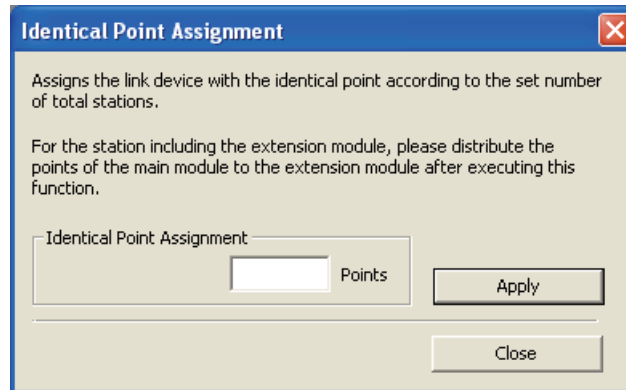 Identical Point Assignment
Assigns the link device with the identical point according to the set number
of total stations.
For the station including the extension module, please distribute the
points of the main module to the extension module after executing this
function.
Identical Point Assignment
Points
Apply
Close